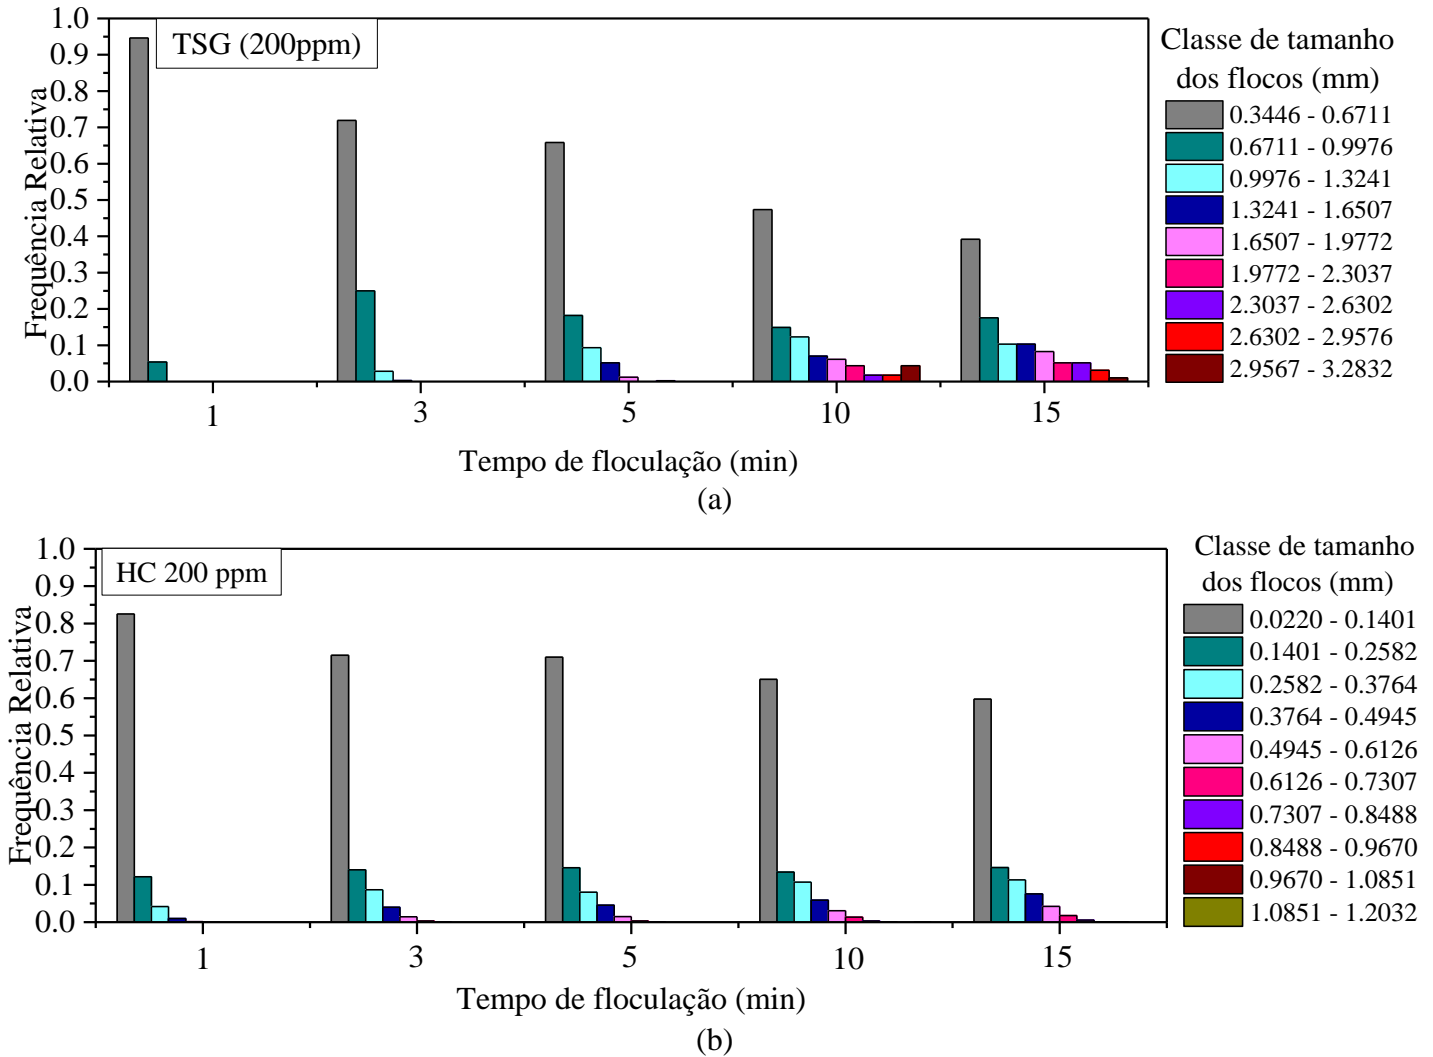 TSG (200ppm)
Frequência Relativa
1.0
0.9
0.8
0.7
0.6
0.5
0.4
0.3
0.2
0.1
0.0
1
3
5
10
15
Tempo de floculação (min)
Classe de tamanho
dos flocos (mm)
0.3446 - 0.6711
0.6711 - 0.9976
0.9976 - 1.3241
1.3241 - 1.6507
1.6507 - 1.9772
1.9772 - 2.3037
2.3037 - 2.6302
2.6302 - 2.9576
2.9567 - 3.2832
(a)
HC 200 ppm
Frequência Relativa
1.0
0.9
0.8
0.7
0.6
0.5
0.4
0.3
0.2
0.1
0.0
1
3
5
10
15
Tempo de floculação (min)
Classe de tamanho
dos flocos (mm)
0.0220 - 0.1401
0.1401 - 0.2582
0.2582 - 0.3764
0.3764 - 0.4945
0.4945 - 0.6126
0.6126 - 0.7307
0.7307 - 0.8488
0.8488 - 0.9670
0.9670 - 1.0851
1.0851 - 1.2032
(b)